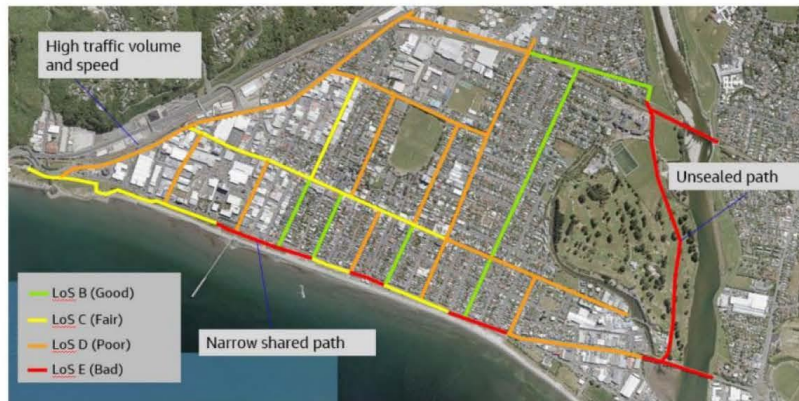 High traffic volume
and speed
Unsealed path
LoS B (Good)
LoS C (Fair)
LoS D (Poor)
LoS E (Bad)
Narrow shared path